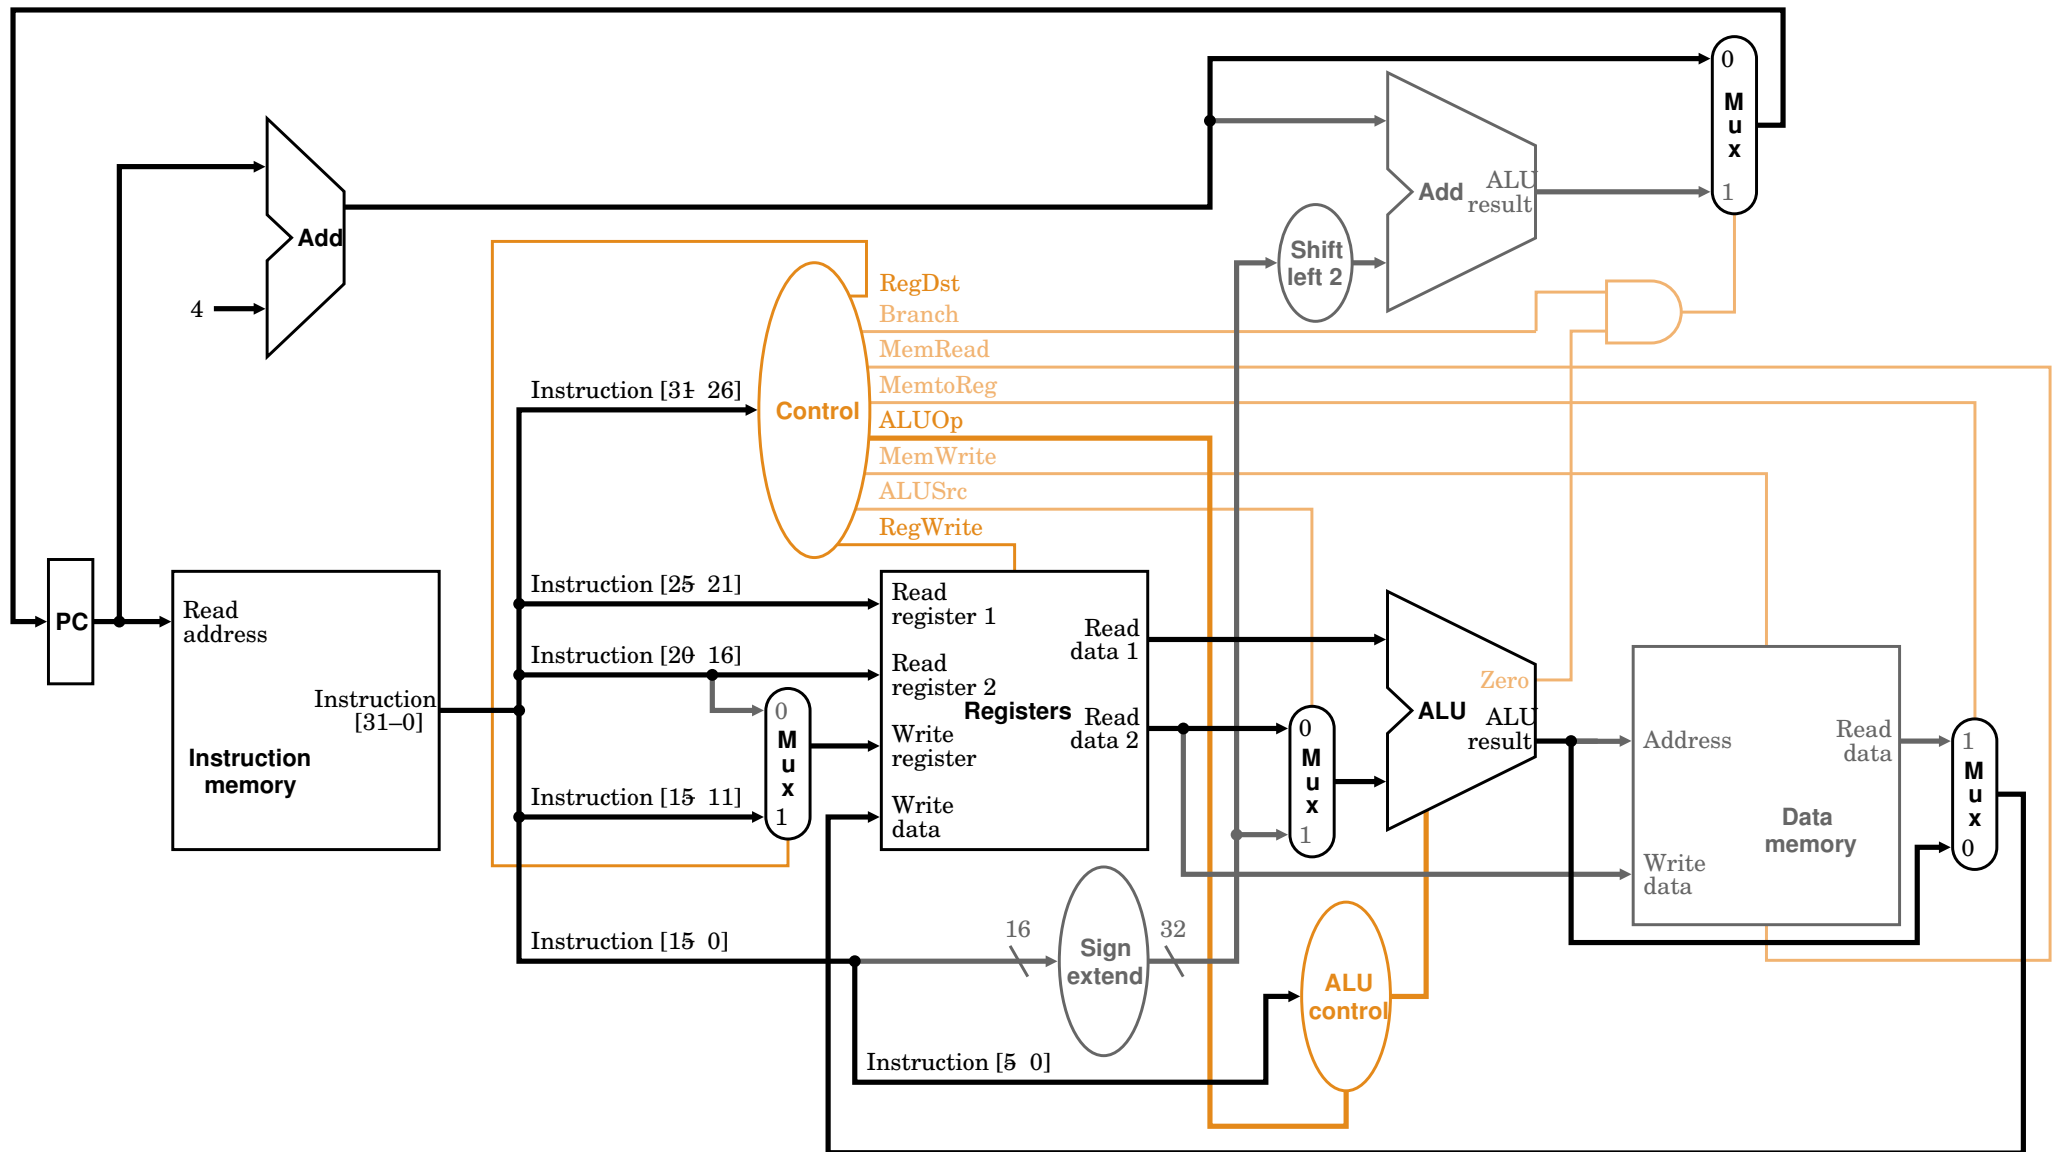 0
M
u
x
1
Add
ALU
result
Add
4
Shift
left 2
RegDst
Branch
MemRead
MemtoReg
ALUOp
MemWrite
ALUSrc
RegWrite
Control
Instruction [31– 26]
Instruction [25– 21]
Instruction [20– 16]
Instruction [15– 11]
Instruction [15– 0]
Instruction [5– 0]
PC
Read
address
Instruction
[31–0]
Instruction
memory
0
M
u
x
1
Read
register 1
Read
register 2
Write
register
Write
data
Registers
Read
data 1
Read
data 2
0
M
u
x
1
Zero
ALU
ALU
result
Address
Read
data
Data
memory
Write
data
1
M
u
x
0
16
Sign
extend
32
ALU
control